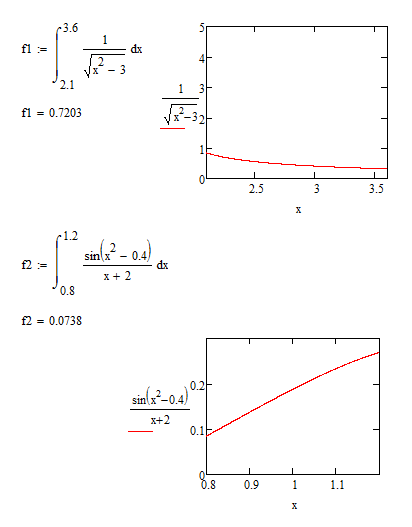 f1 := ∫_{2.1}^{3.6} 1/√(x² − 3) dx
f1 = 0.7203
1/√(x²−3)
5
4
3
2
1
0
2.5 3 3.5
x
f2 := ∫_{0.8}^{1.2} sin(x² − 0.4)/(x + 2) dx
f2 = 0.0738
sin(x²−0.4)/x+2
0.2
0.1
0
0.8 0.9 1 1.1
x